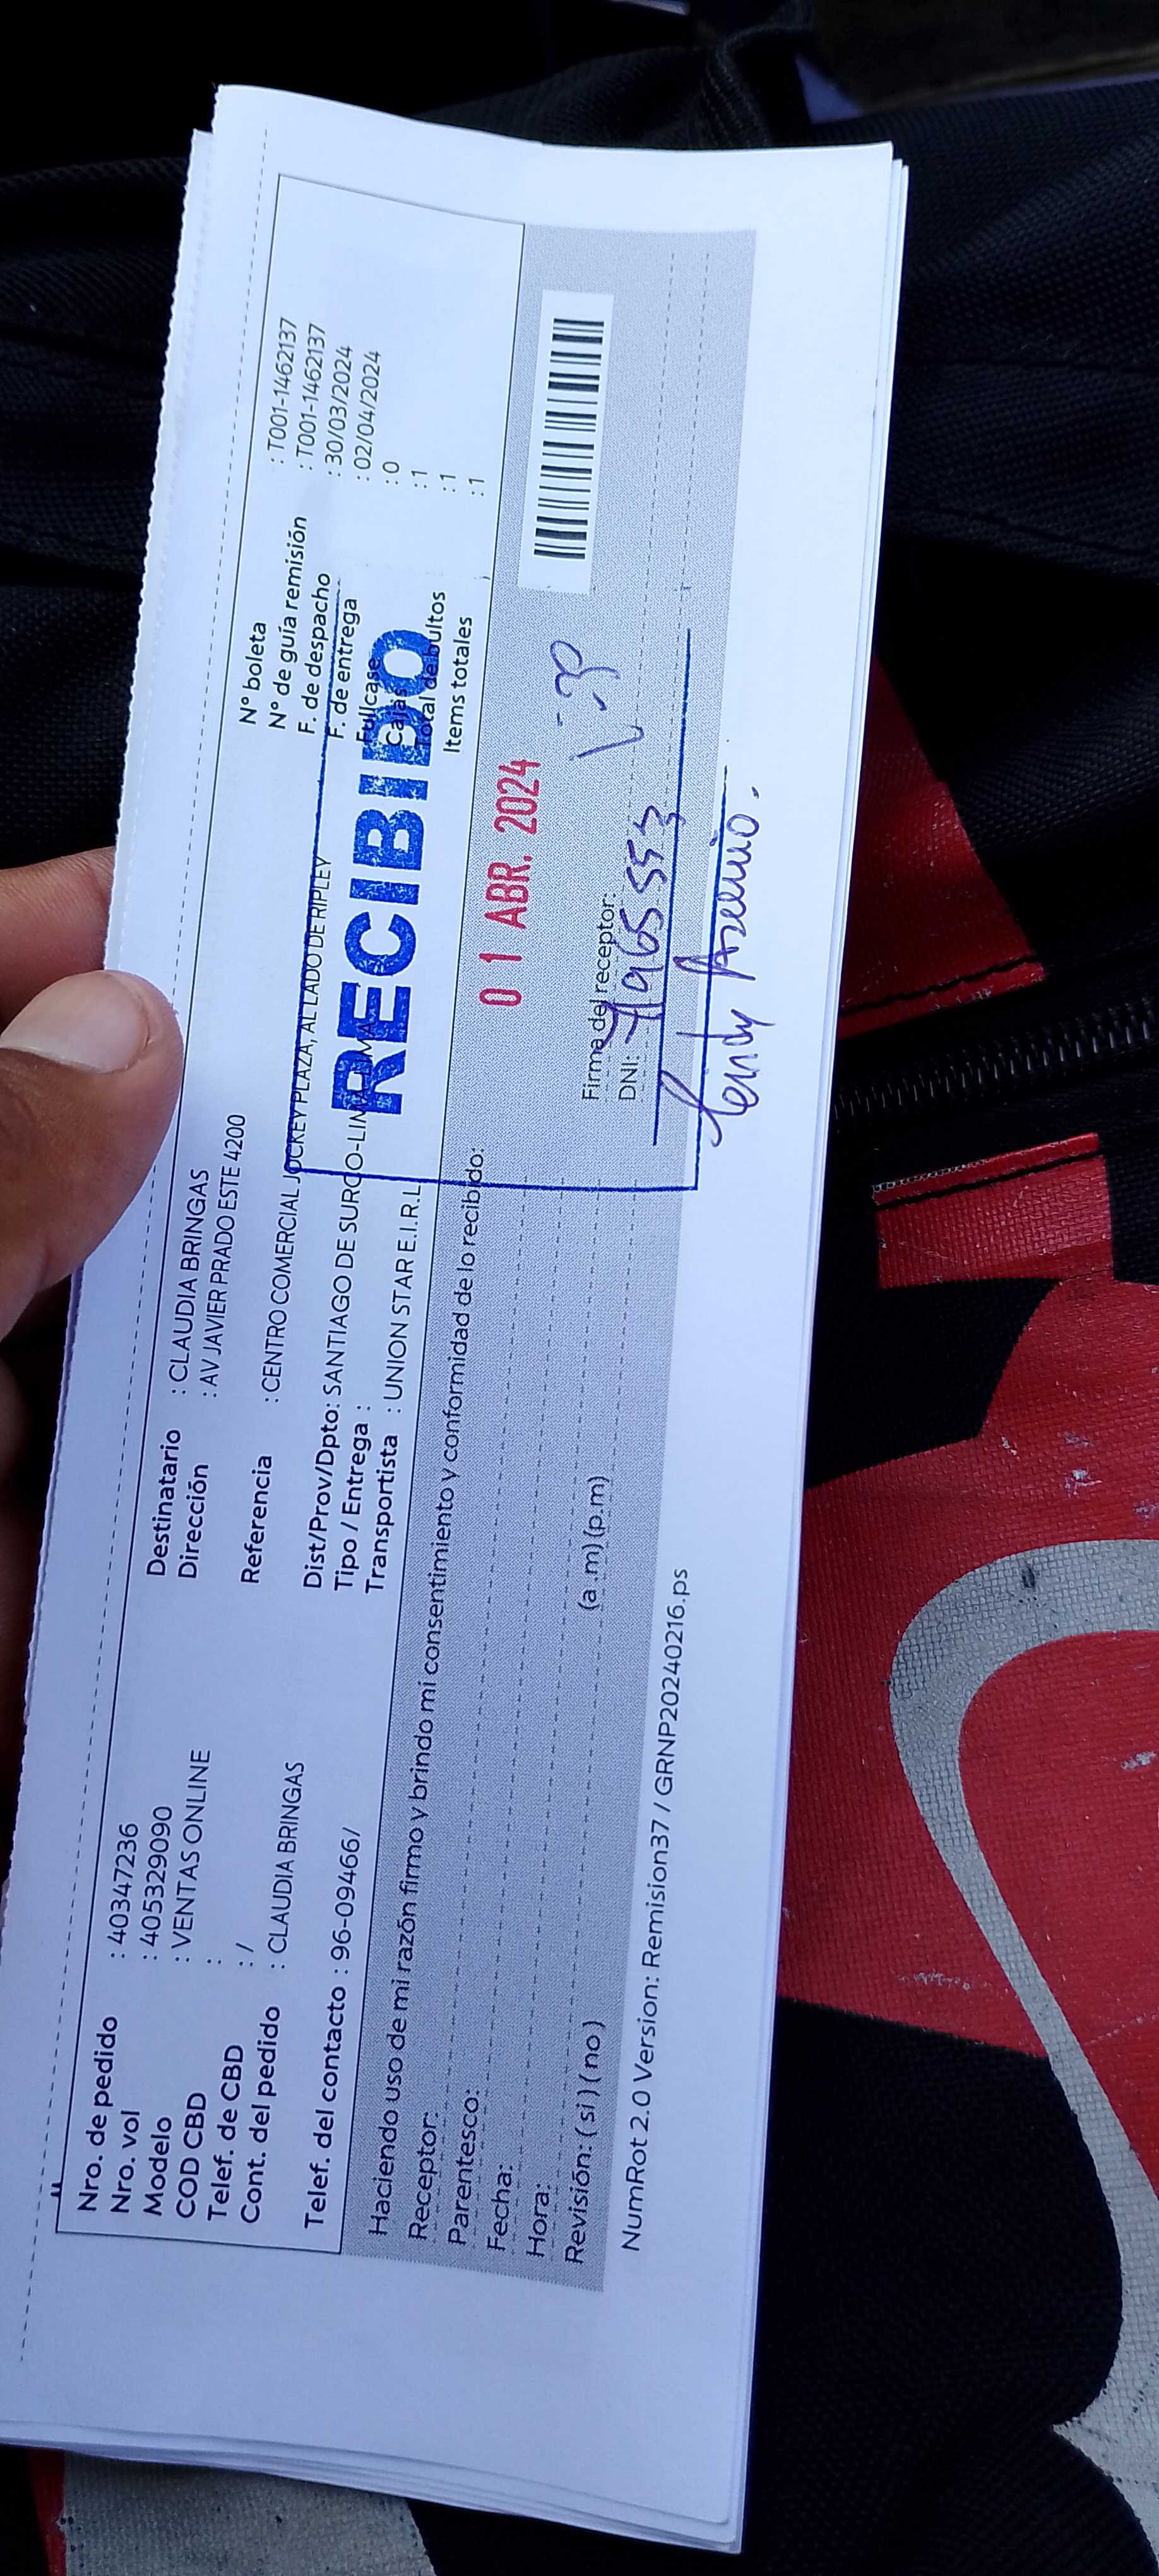 Nro. de pedido : 40347236
Nro. vol : 405329090
Modelo : VENTAS ONLINE
COD CBD :
Telef. de CBD : /
Cont. del pedido : CLAUDIA BRINGAS
Telef. del contacto : 96-09466/
Destinatario : CLAUDIA BRINGAS
Dirección : AV JAVIER PRADO ESTE 4200
Referencia : CENTRO COMERCIAL JOCKEY PLAZA, AL LADO DE RIPLEY
Dist/Prov/Dpto: SANTIAGO DE SURCO-LIMA-LIMA
Tipo / Entrega :
Transportista : UNION STAR E.I.R.L
N° boleta : T001-1462137
N° de guía remisión : T001-1462137
F. de despacho : 30/03/2024
F. de entrega : 02/04/2024
Fullcase : 0
Cajas : 1
Total de bultos : 1
Items totales : 1
RECIBIDO
01 ABR. 2024
Haciendo uso de mi razón firmo y brindo mi consentimiento y conformidad de lo recibido:
Receptor:
Parentesco:
Fecha:
Hora: (a.m) (p.m)
Revisión: ( si ) ( no )
Firma del receptor:
DNI:
1:30
NumRot 2.0 Version: Remision37 / GRNP20240216.ps